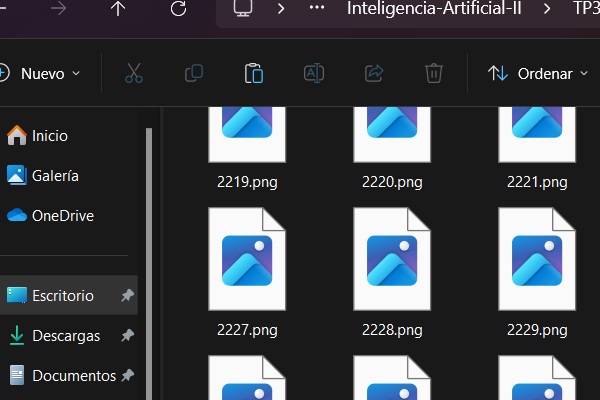 Inteligencia-Artificial-II > TP3
Nuevo
Ordenar
Inicio
Galería
OneDrive
Escritorio
Descargas
Documentos
2219.png 2220.png 2221.png
2227.png 2228.png 2229.png